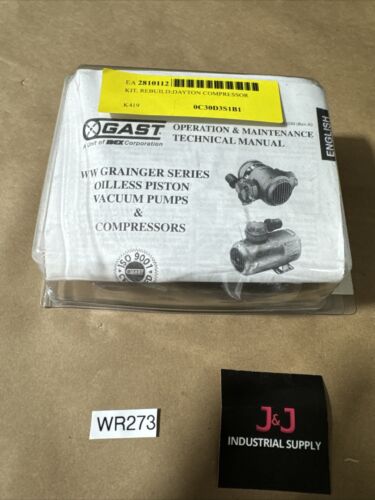 EA 2810112
KIT, REBUILD;DAYTON COMPRESSOR
K419 0C30D3S1B1
GAST
A Unit of IDEX Corporation
OPERATION & MAINTENANCE
TECHNICAL MANUAL
ENGLISH
WW GRAINGER SERIES
OILLESS PISTON
VACUUM PUMPS
&
COMPRESSORS
ISO 9001
GAST
WR273
J&J
INDUSTRIAL SUPPLY